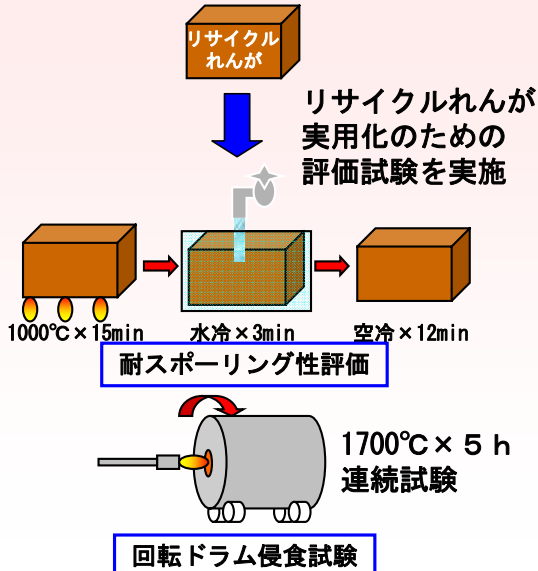 リサイクル
れんが
リサイクルれんが
実用化のための
評価試験を実施
1000℃×15min
水冷×3min
空冷×12min
耐スポーリング性評価
1700℃×５ｈ
連続試験
回転ドラム侵食試験